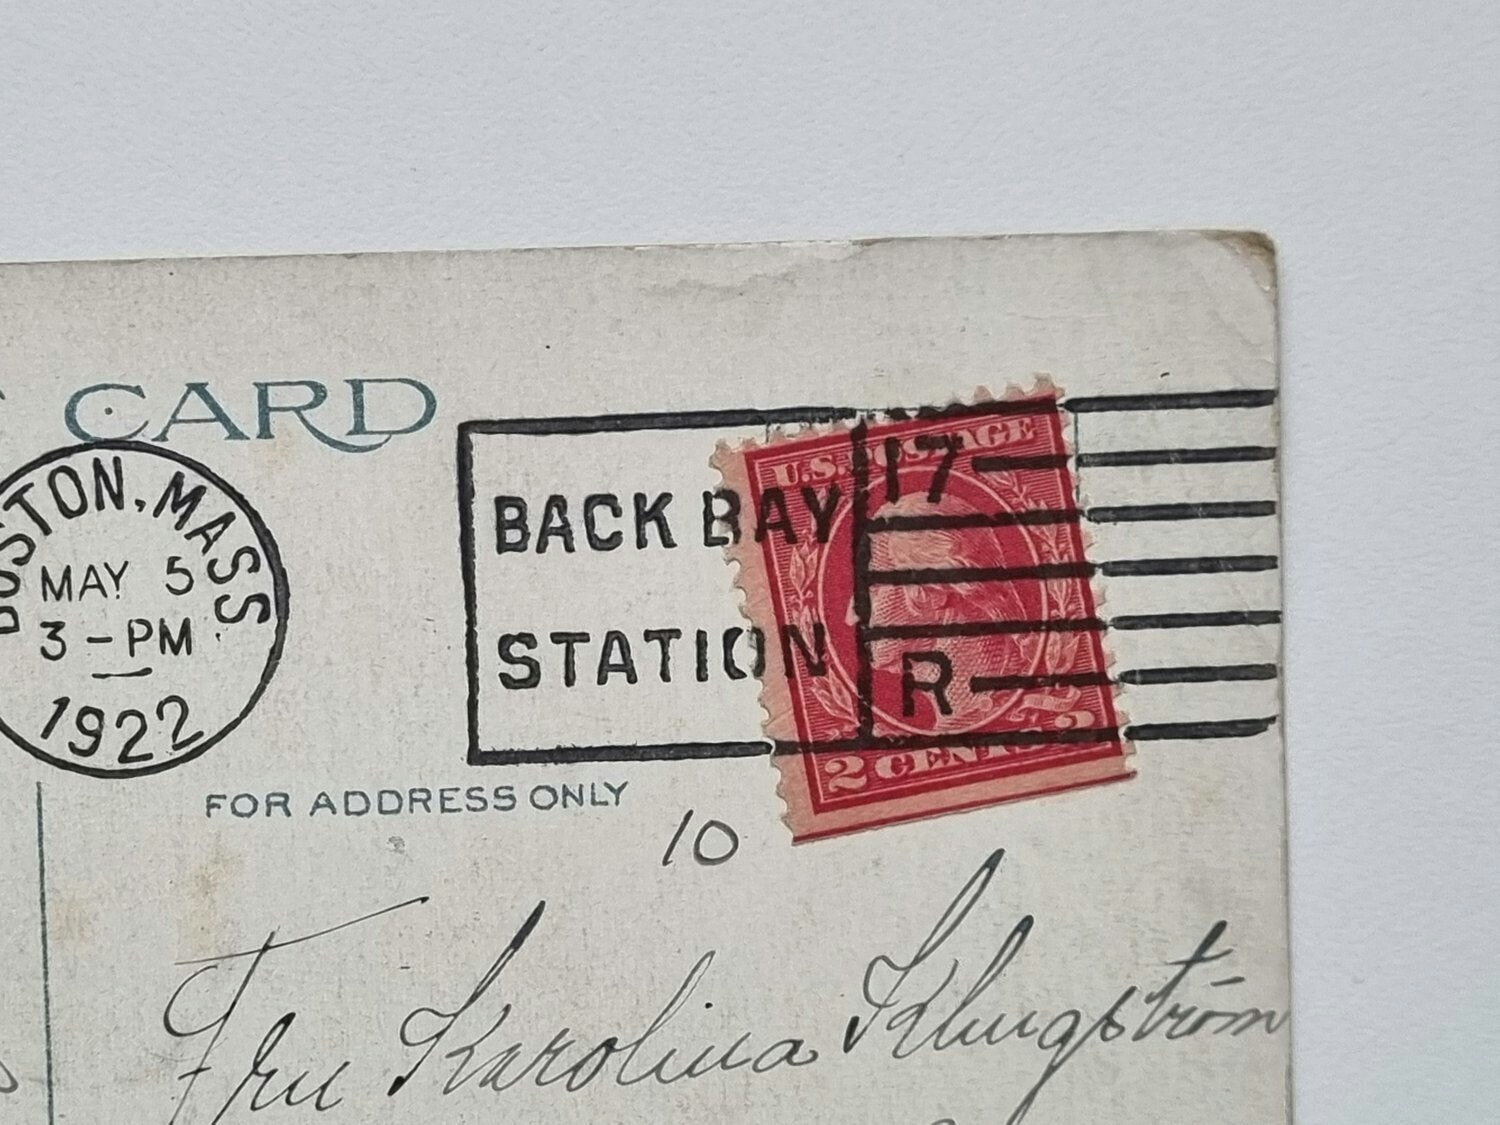 CARD
BOSTON, MASS.
MAY 5
3-PM
1922
BACK BAY
STATION
17
R
U.S. POSTAGE
2 CENTS 2
FOR ADDRESS ONLY
10
Fru Karolina Klingström